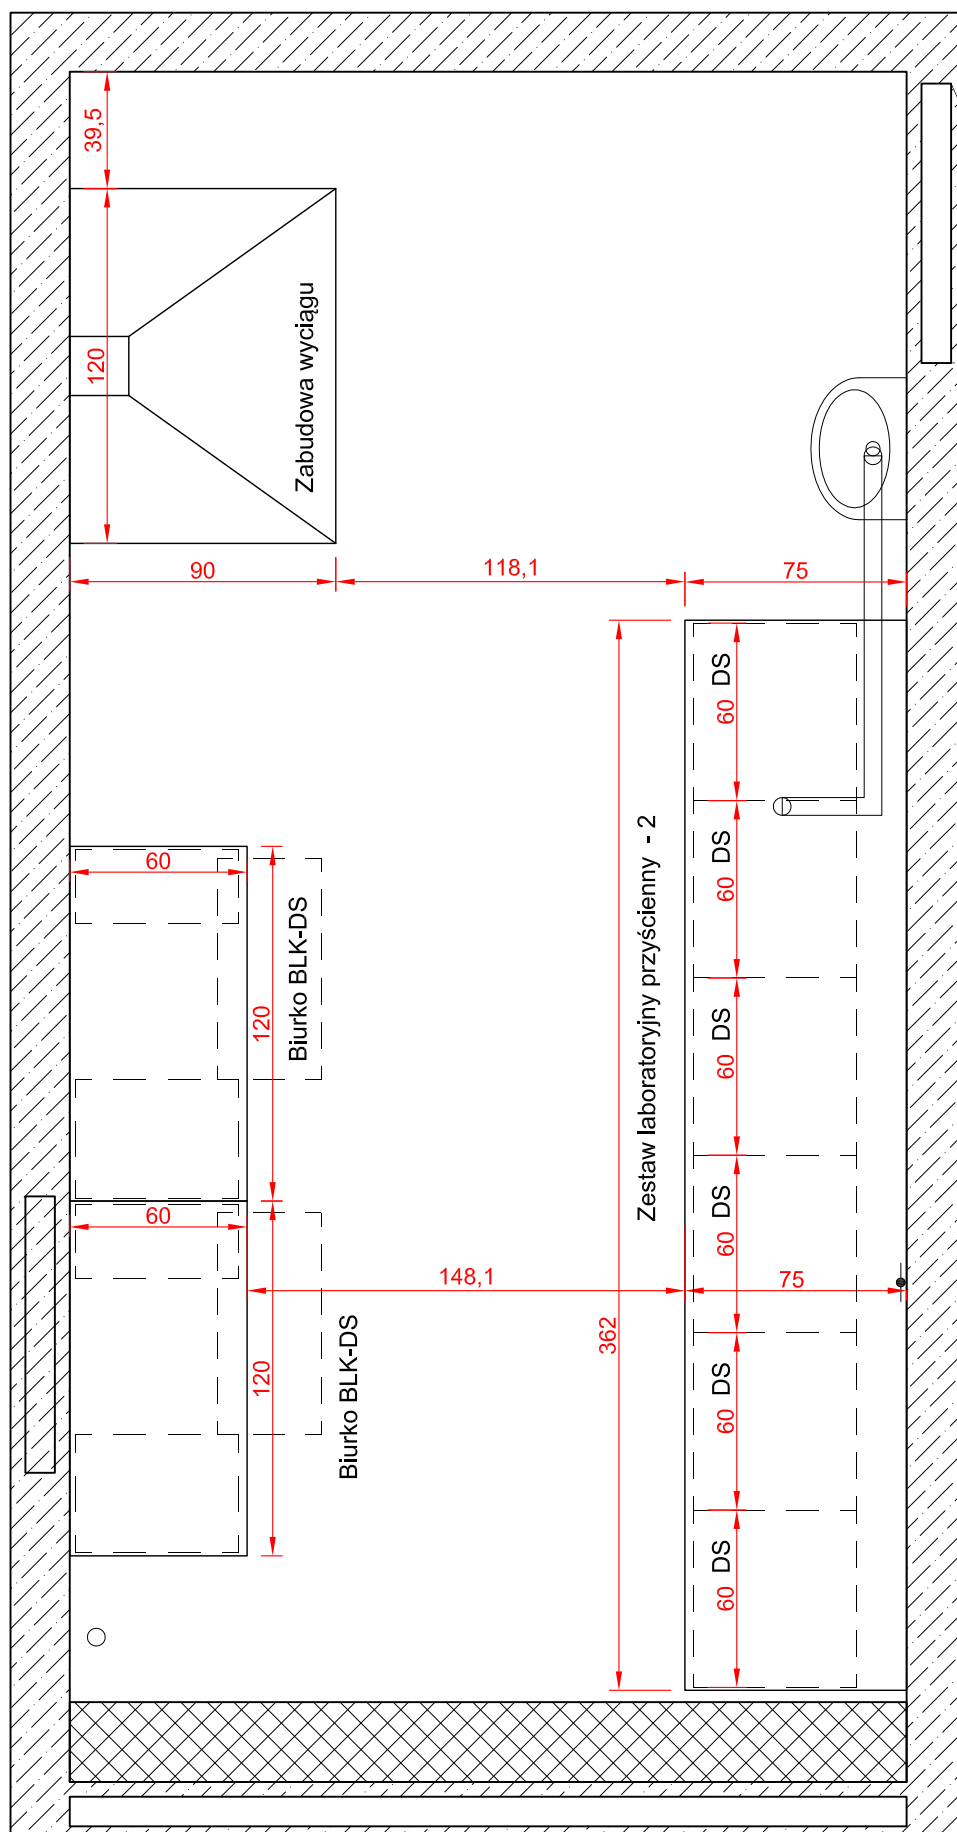 39,5
120
Zabudowa wyciągu
90
118,1
75
60 DS
60 DS
60 DS
60 DS
60 DS
60 DS
Zestaw laboratoryjny przyścienny - 2
362
60
120
Biurko BLK-DS
60
120
Biurko BLK-DS
148,1
75